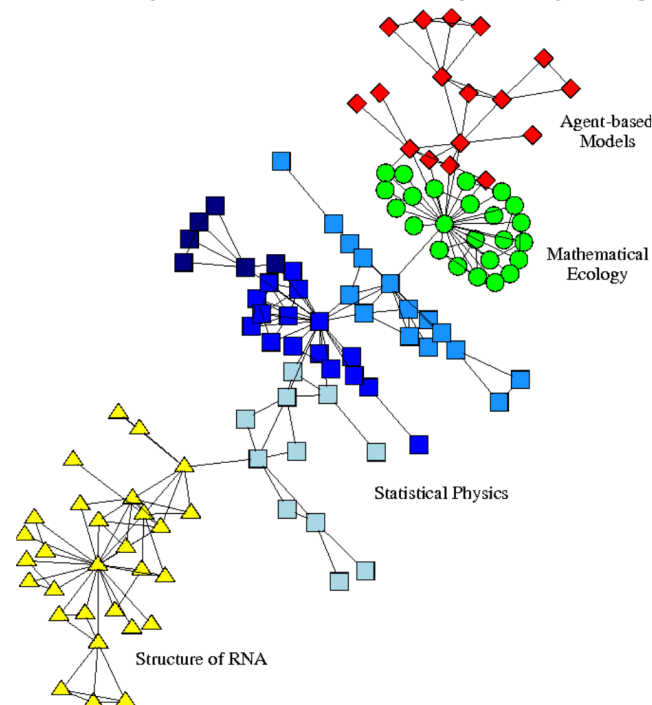 Agent-based
Models
Mathematical
Ecology
Statistical Physics
Structure of RNA